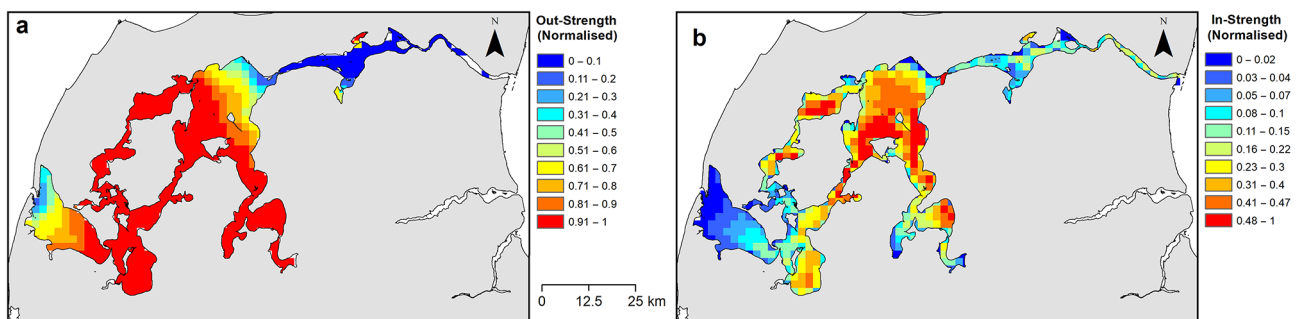 a
N
Out-Strength
(Normalised)
0 – 0.1
0.11 – 0.2
0.21 – 0.3
0.31 – 0.4
0.41 – 0.5
0.51 – 0.6
0.61 – 0.7
0.71 – 0.8
0.81 – 0.9
0.91 – 1
0 12.5 25 km
b
N
In-Strength
(Normalised)
0 – 0.02
0.03 – 0.04
0.05 – 0.07
0.08 – 0.1
0.11 – 0.15
0.16 – 0.22
0.23 – 0.3
0.31 – 0.4
0.41 – 0.47
0.48 – 1